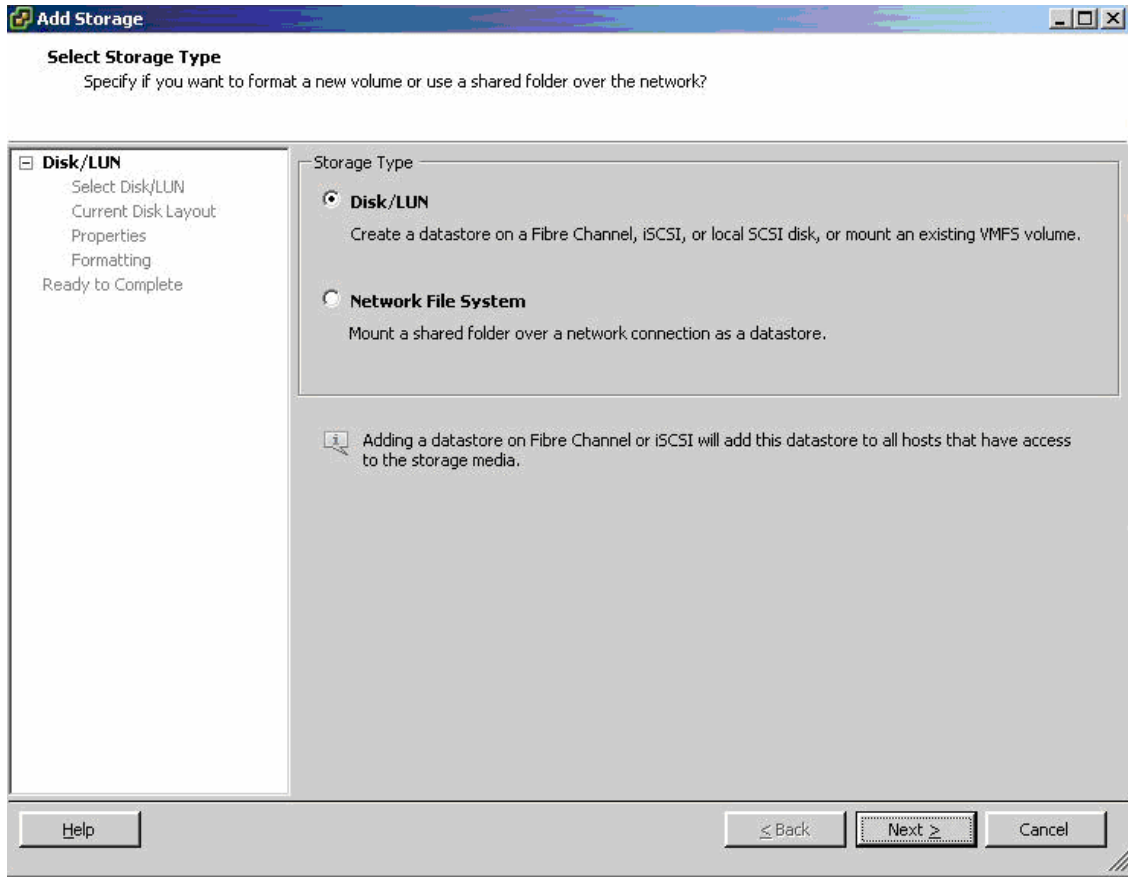 Add Storage
Select Storage Type
Specify if you want to format a new volume or use a shared folder over the network?
Disk/LUN
Select Disk/LUN
Current Disk Layout
Properties
Formatting
Ready to Complete
Storage Type
Disk/LUN
Create a datastore on a Fibre Channel, iSCSI, or local SCSI disk, or mount an existing VMFS volume.
Network File System
Mount a shared folder over a network connection as a datastore.
Adding a datastore on Fibre Channel or iSCSI will add this datastore to all hosts that have access
to the storage media.
Help
< Back
Next >
Cancel